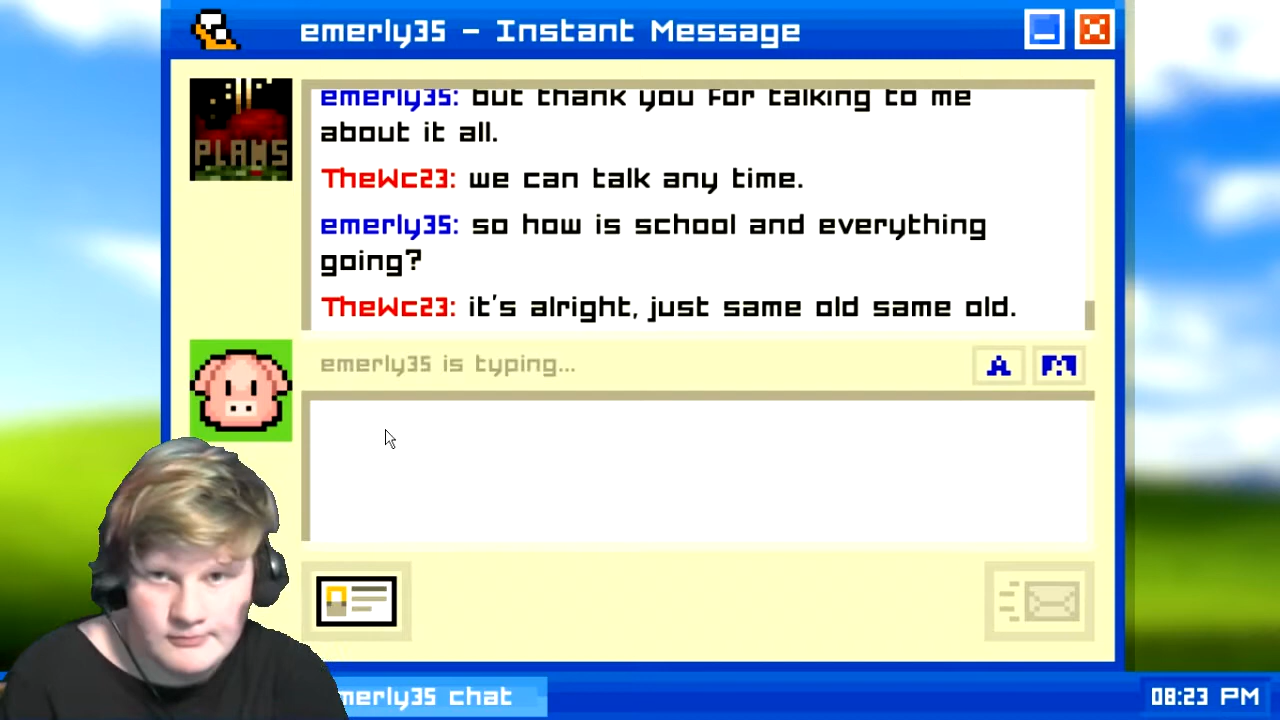 emerly35 - Instant Message
PLAWS
emerly35: but thank you for talking to me
about it all.
TheWc23: we can talk any time.
emerly35: so how is school and everything
going?
TheWc23: it's alright, just same old same old.
emerly35 is typing...
A
emerly35 chat
08:23 PM